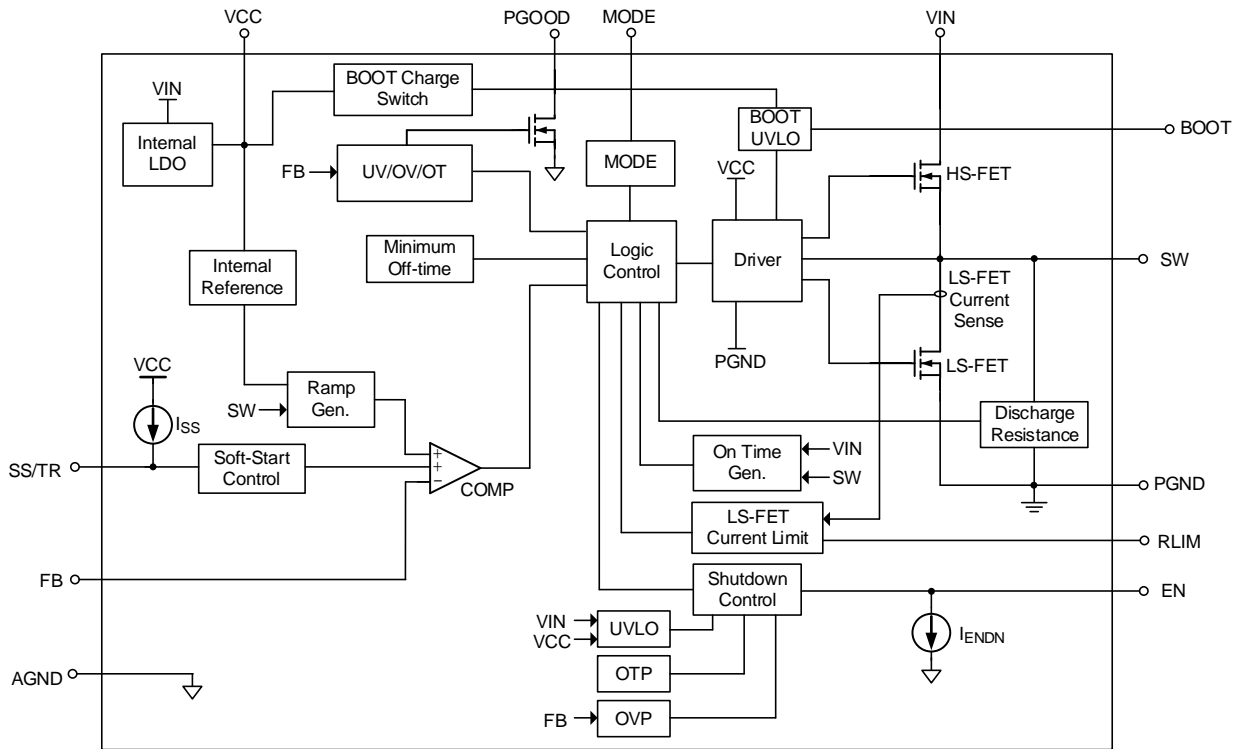 VCC
PGOOD
MODE
VIN
VIN
BOOT Charge
Switch
Internal
LDO
BOOT
UVLO
BOOT
FB
UV/OV/OT
MODE
VCC
HS-FET
Minimum
Off-time
Logic
Control
Driver
SW
Internal
Reference
LS-FET
Current
Sense
PGND
LS-FET
VCC
ISS
SW
Ramp
Gen.
Discharge
Resistance
SS/TR
Soft-Start
Control
+
+
−
COMP
On Time
Gen.
VIN
SW
PGND
LS-FET
Current Limit
RLIM
FB
Shutdown
Control
EN
VIN
VCC
UVLO
IENDN
OTP
AGND
FB
OVP